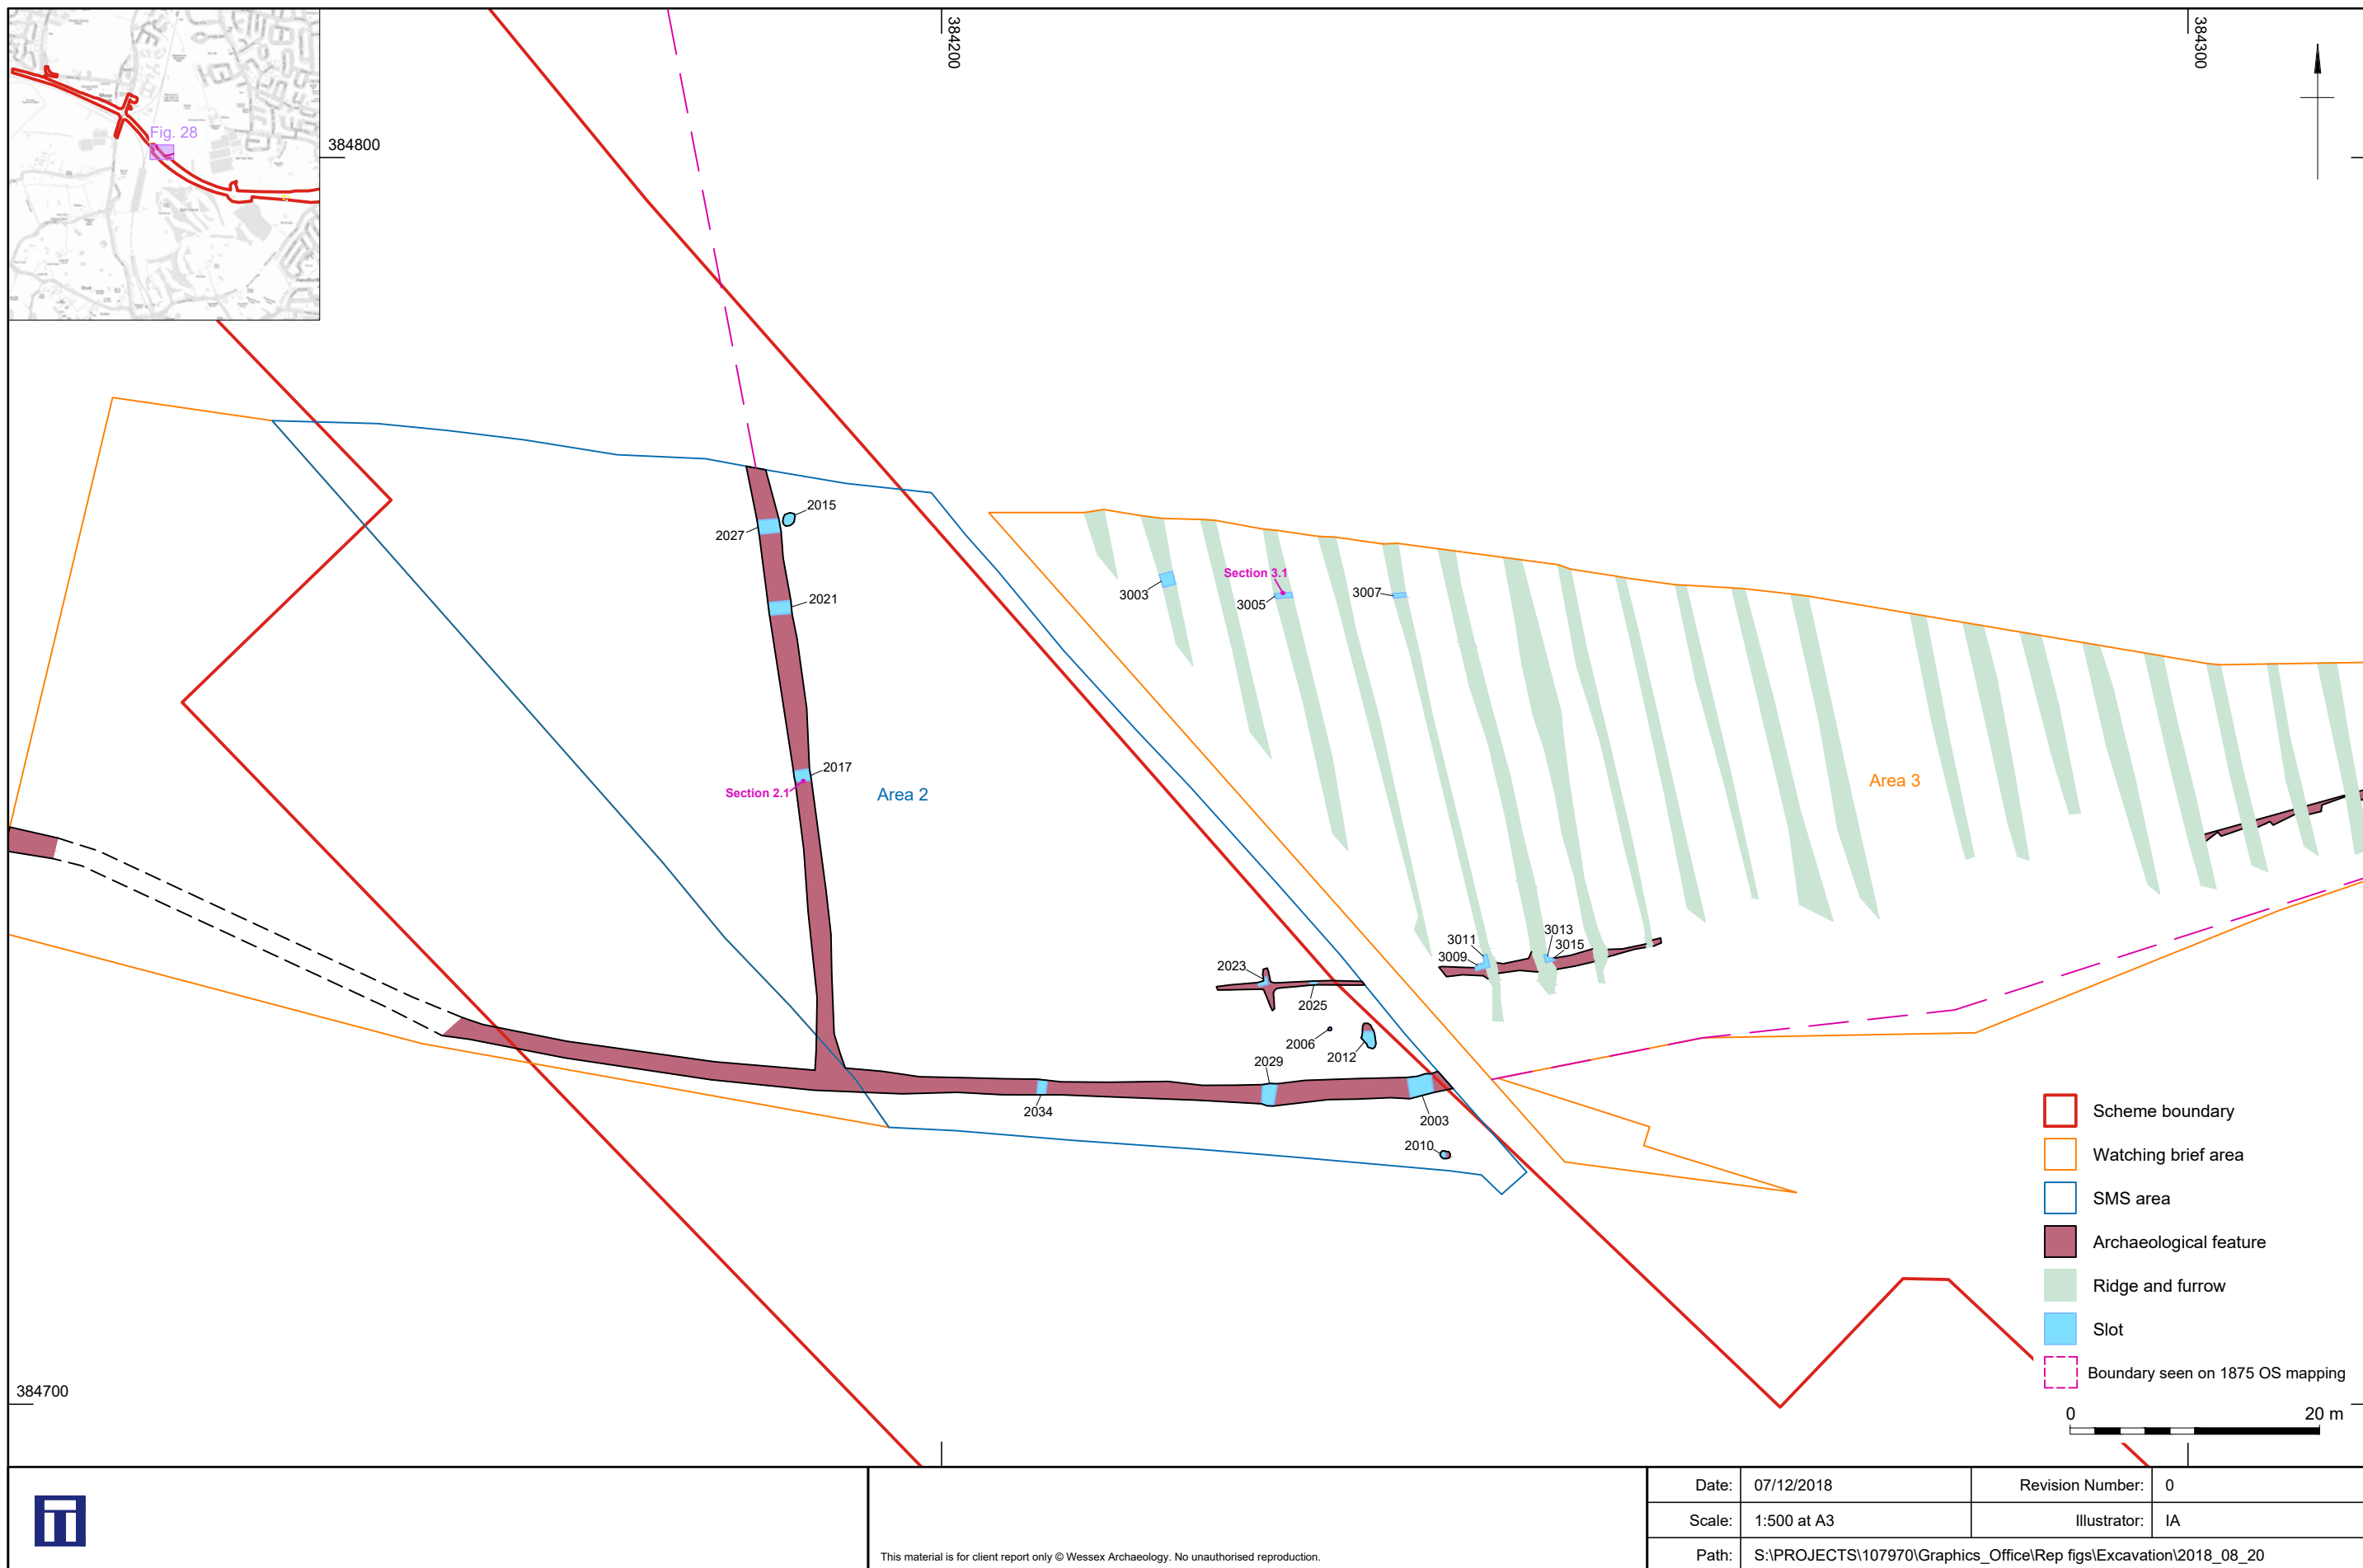 384200
384300
Fig. 28
384800
2015
2027
2021
2017
Section 2.1
Area 2
3003
Section 3.1
3005
3007
Area 3
3011
3009
3013
3015
2023
2025
2006
2012
2029
2034
2003
2010
Scheme boundary
Watching brief area
SMS area
Archaeological feature
Ridge and furrow
Slot
Boundary seen on 1875 OS mapping
384700
0 20 m
Date: 07/12/2018 Revision Number: 0
Scale: 1:500 at A3 Illustrator: IA
Path: S:\PROJECTS\107970\Graphics_Office\Rep figs\Excavation\2018_08_20
This material is for client report only © Wessex Archaeology. No unauthorised reproduction.